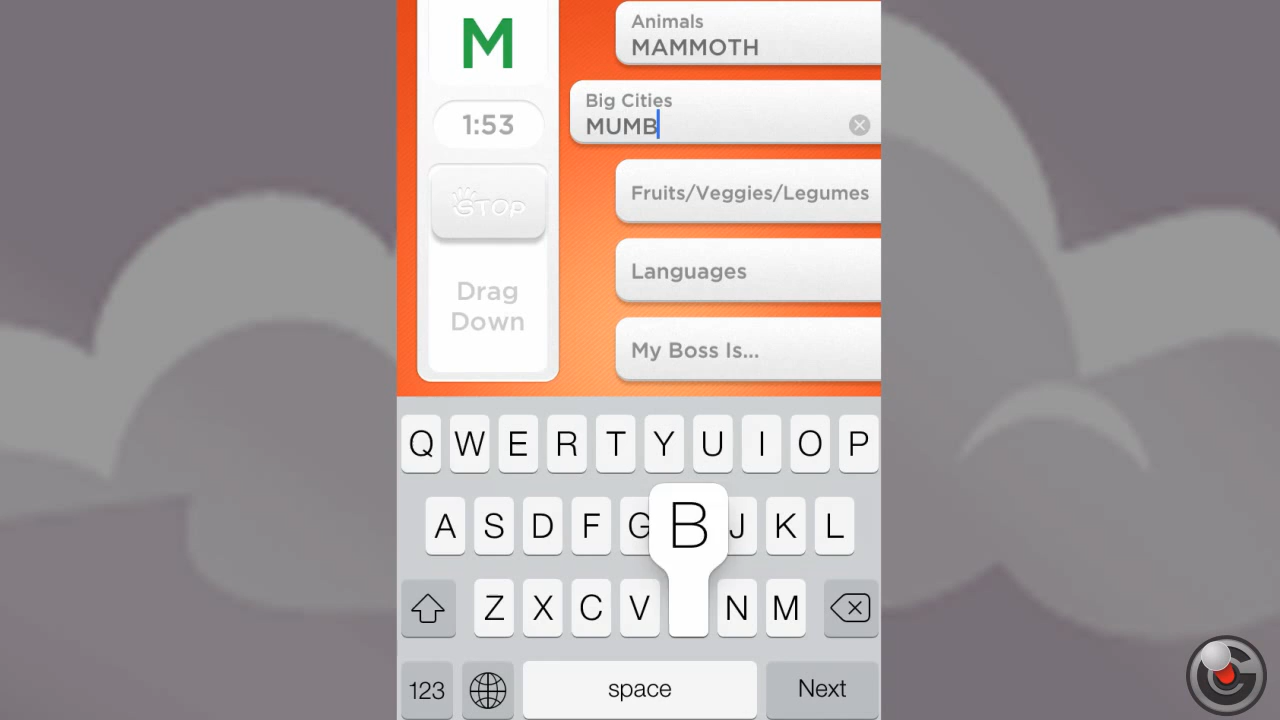 M
1:53
STOP
Drag
Down
Animals
MAMMOTH
Big Cities
MUMB
Fruits/Veggies/Legumes
Languages
My Boss Is...
Q W E R T Y U I O P
A S D F G B J K L
Z X C V N M
123 space Next